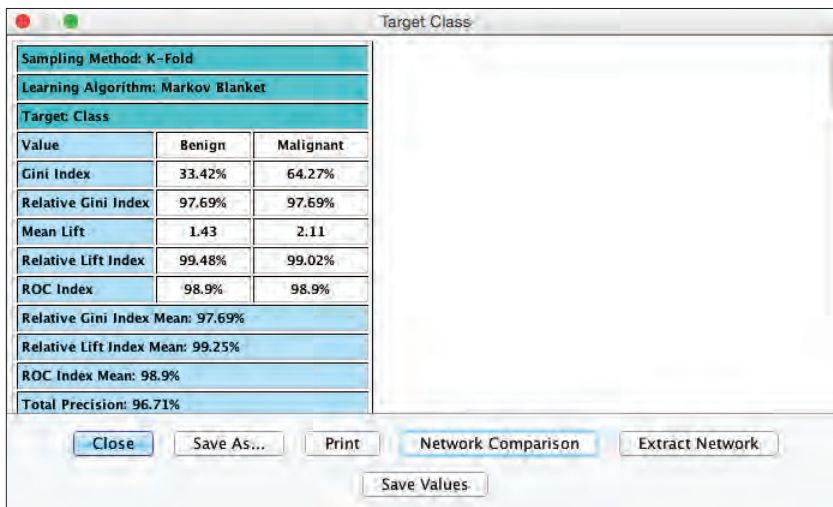 Target Class
Sampling Method: K-Fold
Learning Algorithm: Markov Blanket
Target: Class
Value Benign Malignant
Gini Index 33.42% 64.27%
Relative Gini Index 97.69% 97.69%
Mean Lift 1.43 2.11
Relative Lift Index 99.48% 99.02%
ROC Index 98.9% 98.9%
Relative Gini Index Mean: 97.69%
Relative Lift Index Mean: 99.25%
ROC Index Mean: 98.9%
Total Precision: 96.71%
Close Save As... Print Network Comparison Extract Network
Save Values